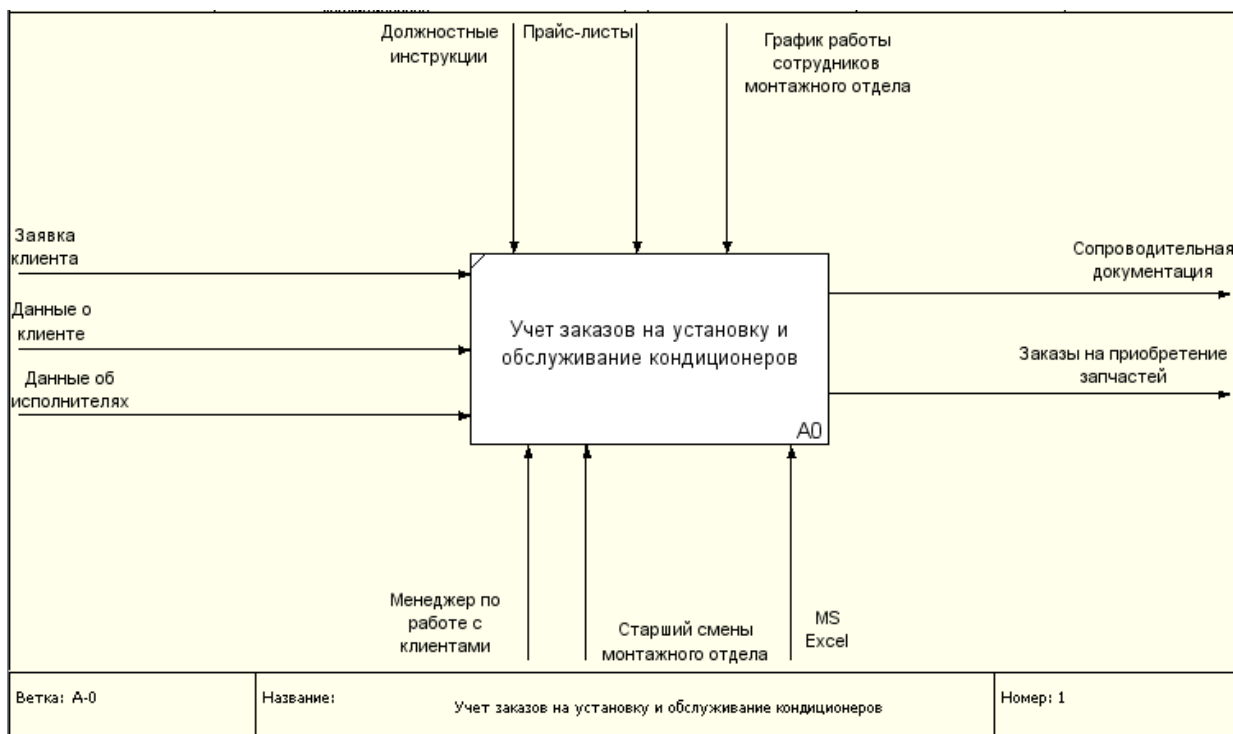 Должностные
инструкции
Прайс-листы
График работы
сотрудников
монтажного отдела
Заявка
клиента
Данные о
клиенте
Данные об
исполнителях
Учет заказов на установку и
обслуживание кондиционеров
A0
Сопроводительная
документация
Заказы на приобретение
запчастей
Менеджер по
работе с
клиентами
Старший смены
монтажного отдела
MS
Excel
Ветка: A-0
Название:
Учет заказов на установку и обслуживание кондиционеров
Номер: 1